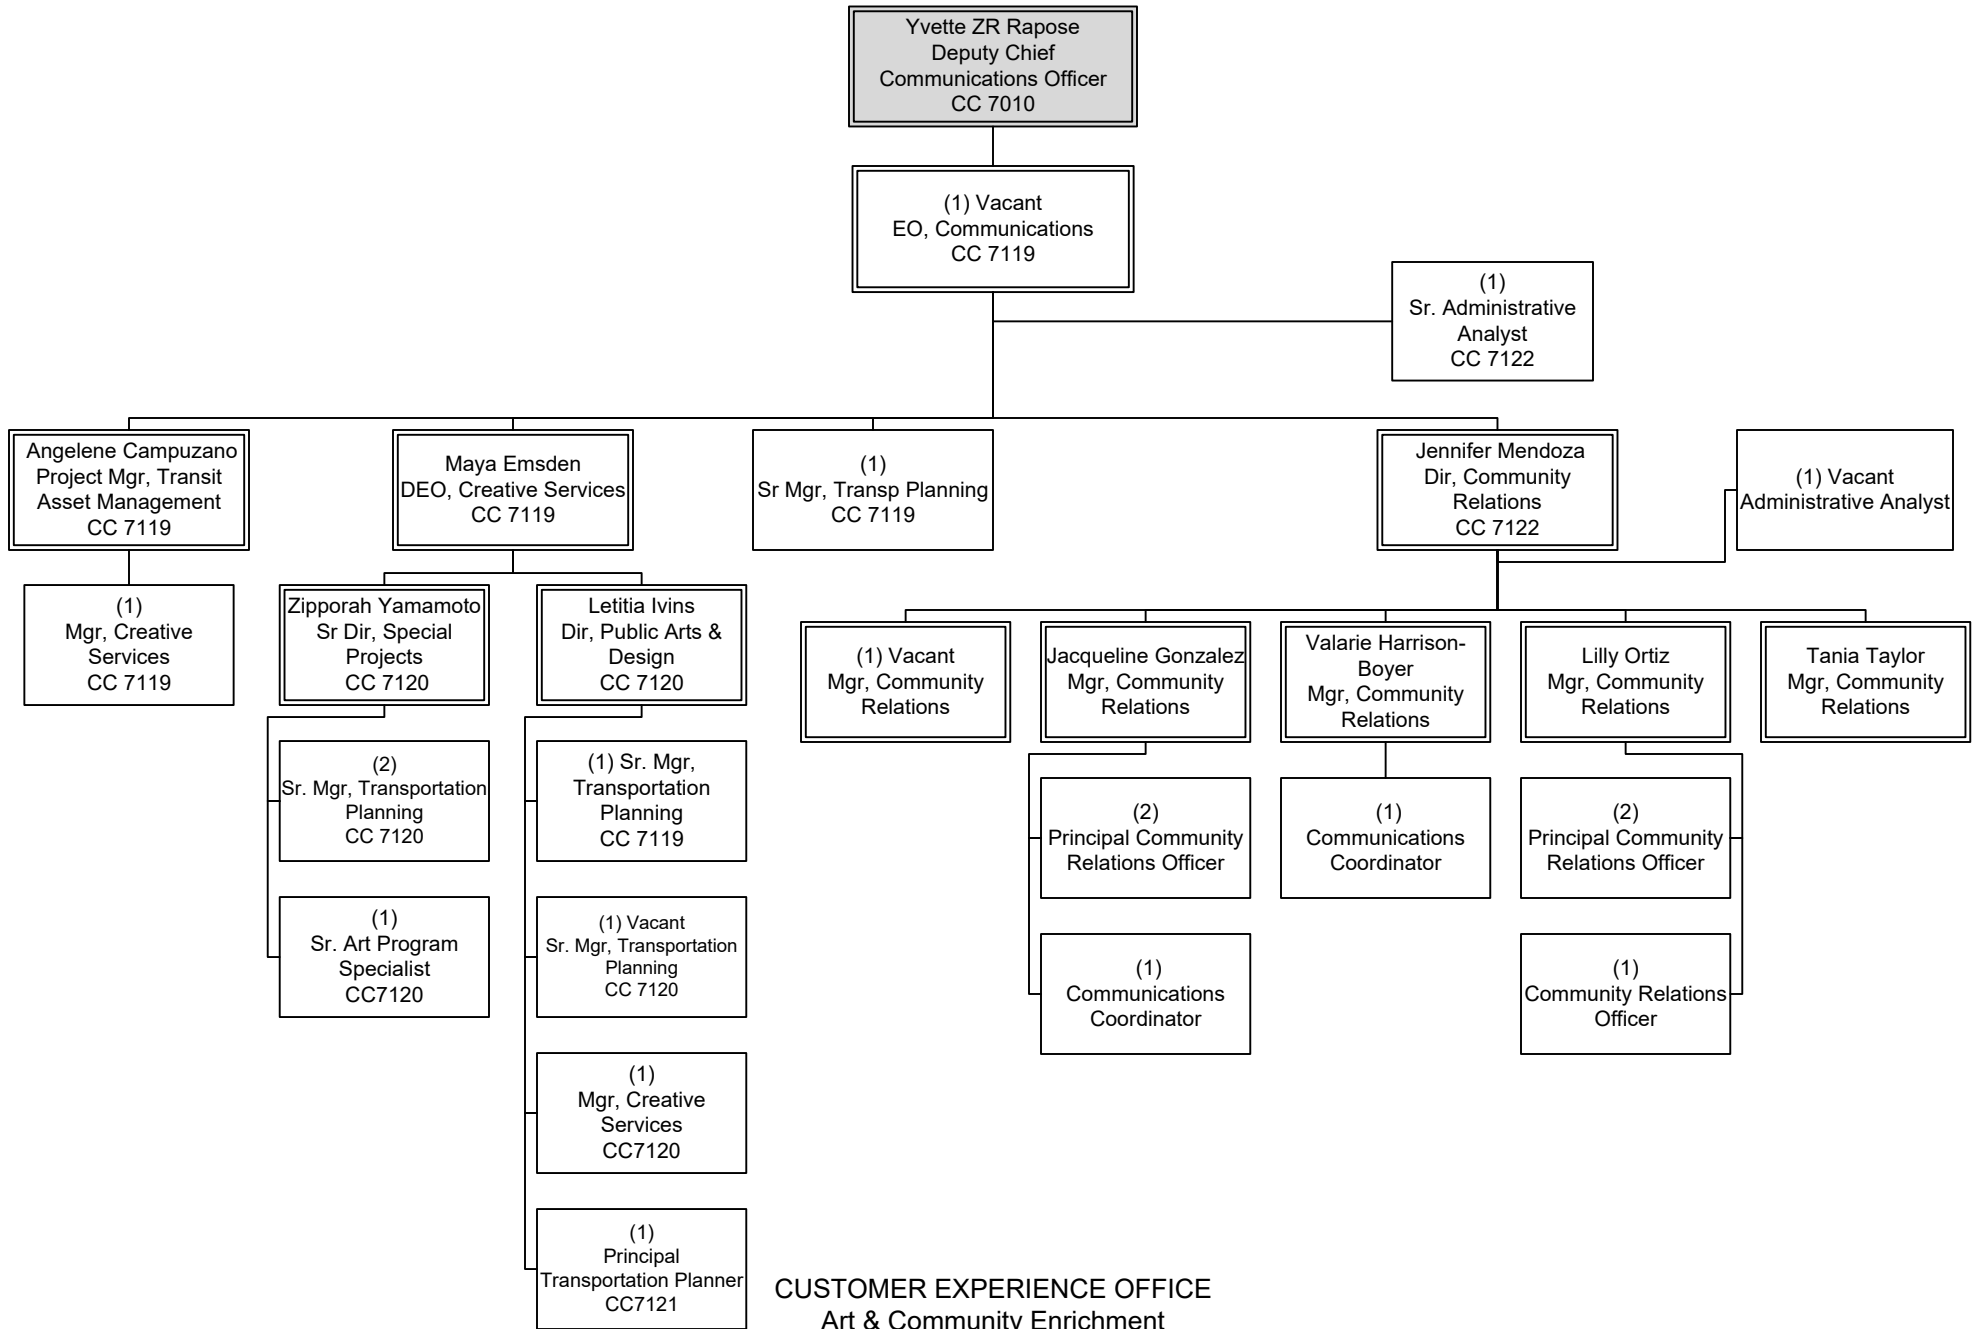 Yvette ZR Rapose
Deputy Chief
Communications Officer
CC 7010
(1) Vacant
EO, Communications
CC 7119
(1)
Sr. Administrative
Analyst
CC 7122
Angelene Campuzano
Project Mgr, Transit
Asset Management
CC 7119
Maya Emsden
DEO, Creative Services
CC 7119
(1)
Sr Mgr, Transp Planning
CC 7119
Jennifer Mendoza
Dir, Community
Relations
CC 7122
(1) Vacant
Administrative Analyst
(1)
Mgr, Creative
Services
CC 7119
Zipporah Yamamoto
Sr Dir, Special
Projects
CC 7120
Letitia Ivins
Dir, Public Arts &
Design
CC 7120
(1) Vacant
Mgr, Community
Relations
Jacqueline Gonzalez
Mgr, Community
Relations
Valarie Harrison-
Boyer
Mgr, Community
Relations
Lilly Ortiz
Mgr, Community
Relations
Tania Taylor
Mgr, Community
Relations
(2)
Sr. Mgr, Transportation
Planning
CC 7120
(1) Sr. Mgr,
Transportation
Planning
CC 7119
(2)
Principal Community
Relations Officer
(1)
Communications
Coordinator
(2)
Principal Community
Relations Officer
(1)
Sr. Art Program
Specialist
CC7120
(1) Vacant
Sr. Mgr, Transportation
Planning
CC 7120
(1)
Communications
Coordinator
(1)
Community Relations
Officer
(1)
Mgr, Creative
Services
CC7120
(1)
Principal
Transportation Planner
CC7121
CUSTOMER EXPERIENCE OFFICE
Art & Community Enrichment